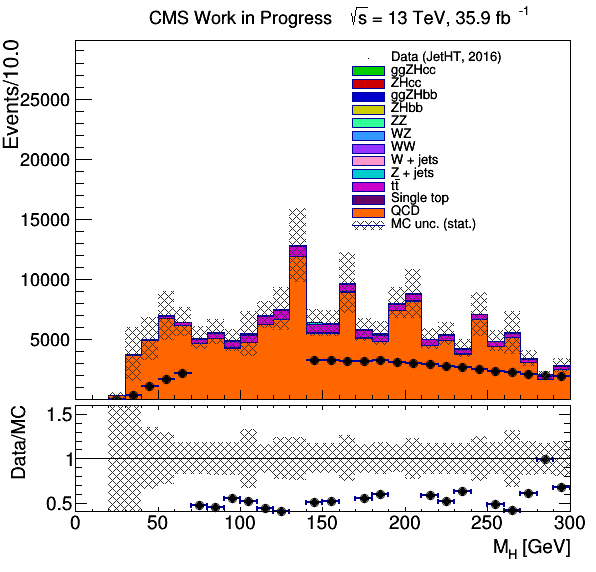 CMS Work in Progress √s = 13 TeV, 35.9 fb⁻¹
Events/10.0
25000
20000
15000
10000
5000
Data (JetHT, 2016)
ggZHcc
ZHcc
ggZHbb
ZHbb
ZZ
WZ
WW
W + jets
Z + jets
tt̄
Single top
QCD
MC unc. (stat.)
Data/MC
1.5
1
0.5
0 50 100 150 200 250 300
M_H [GeV]